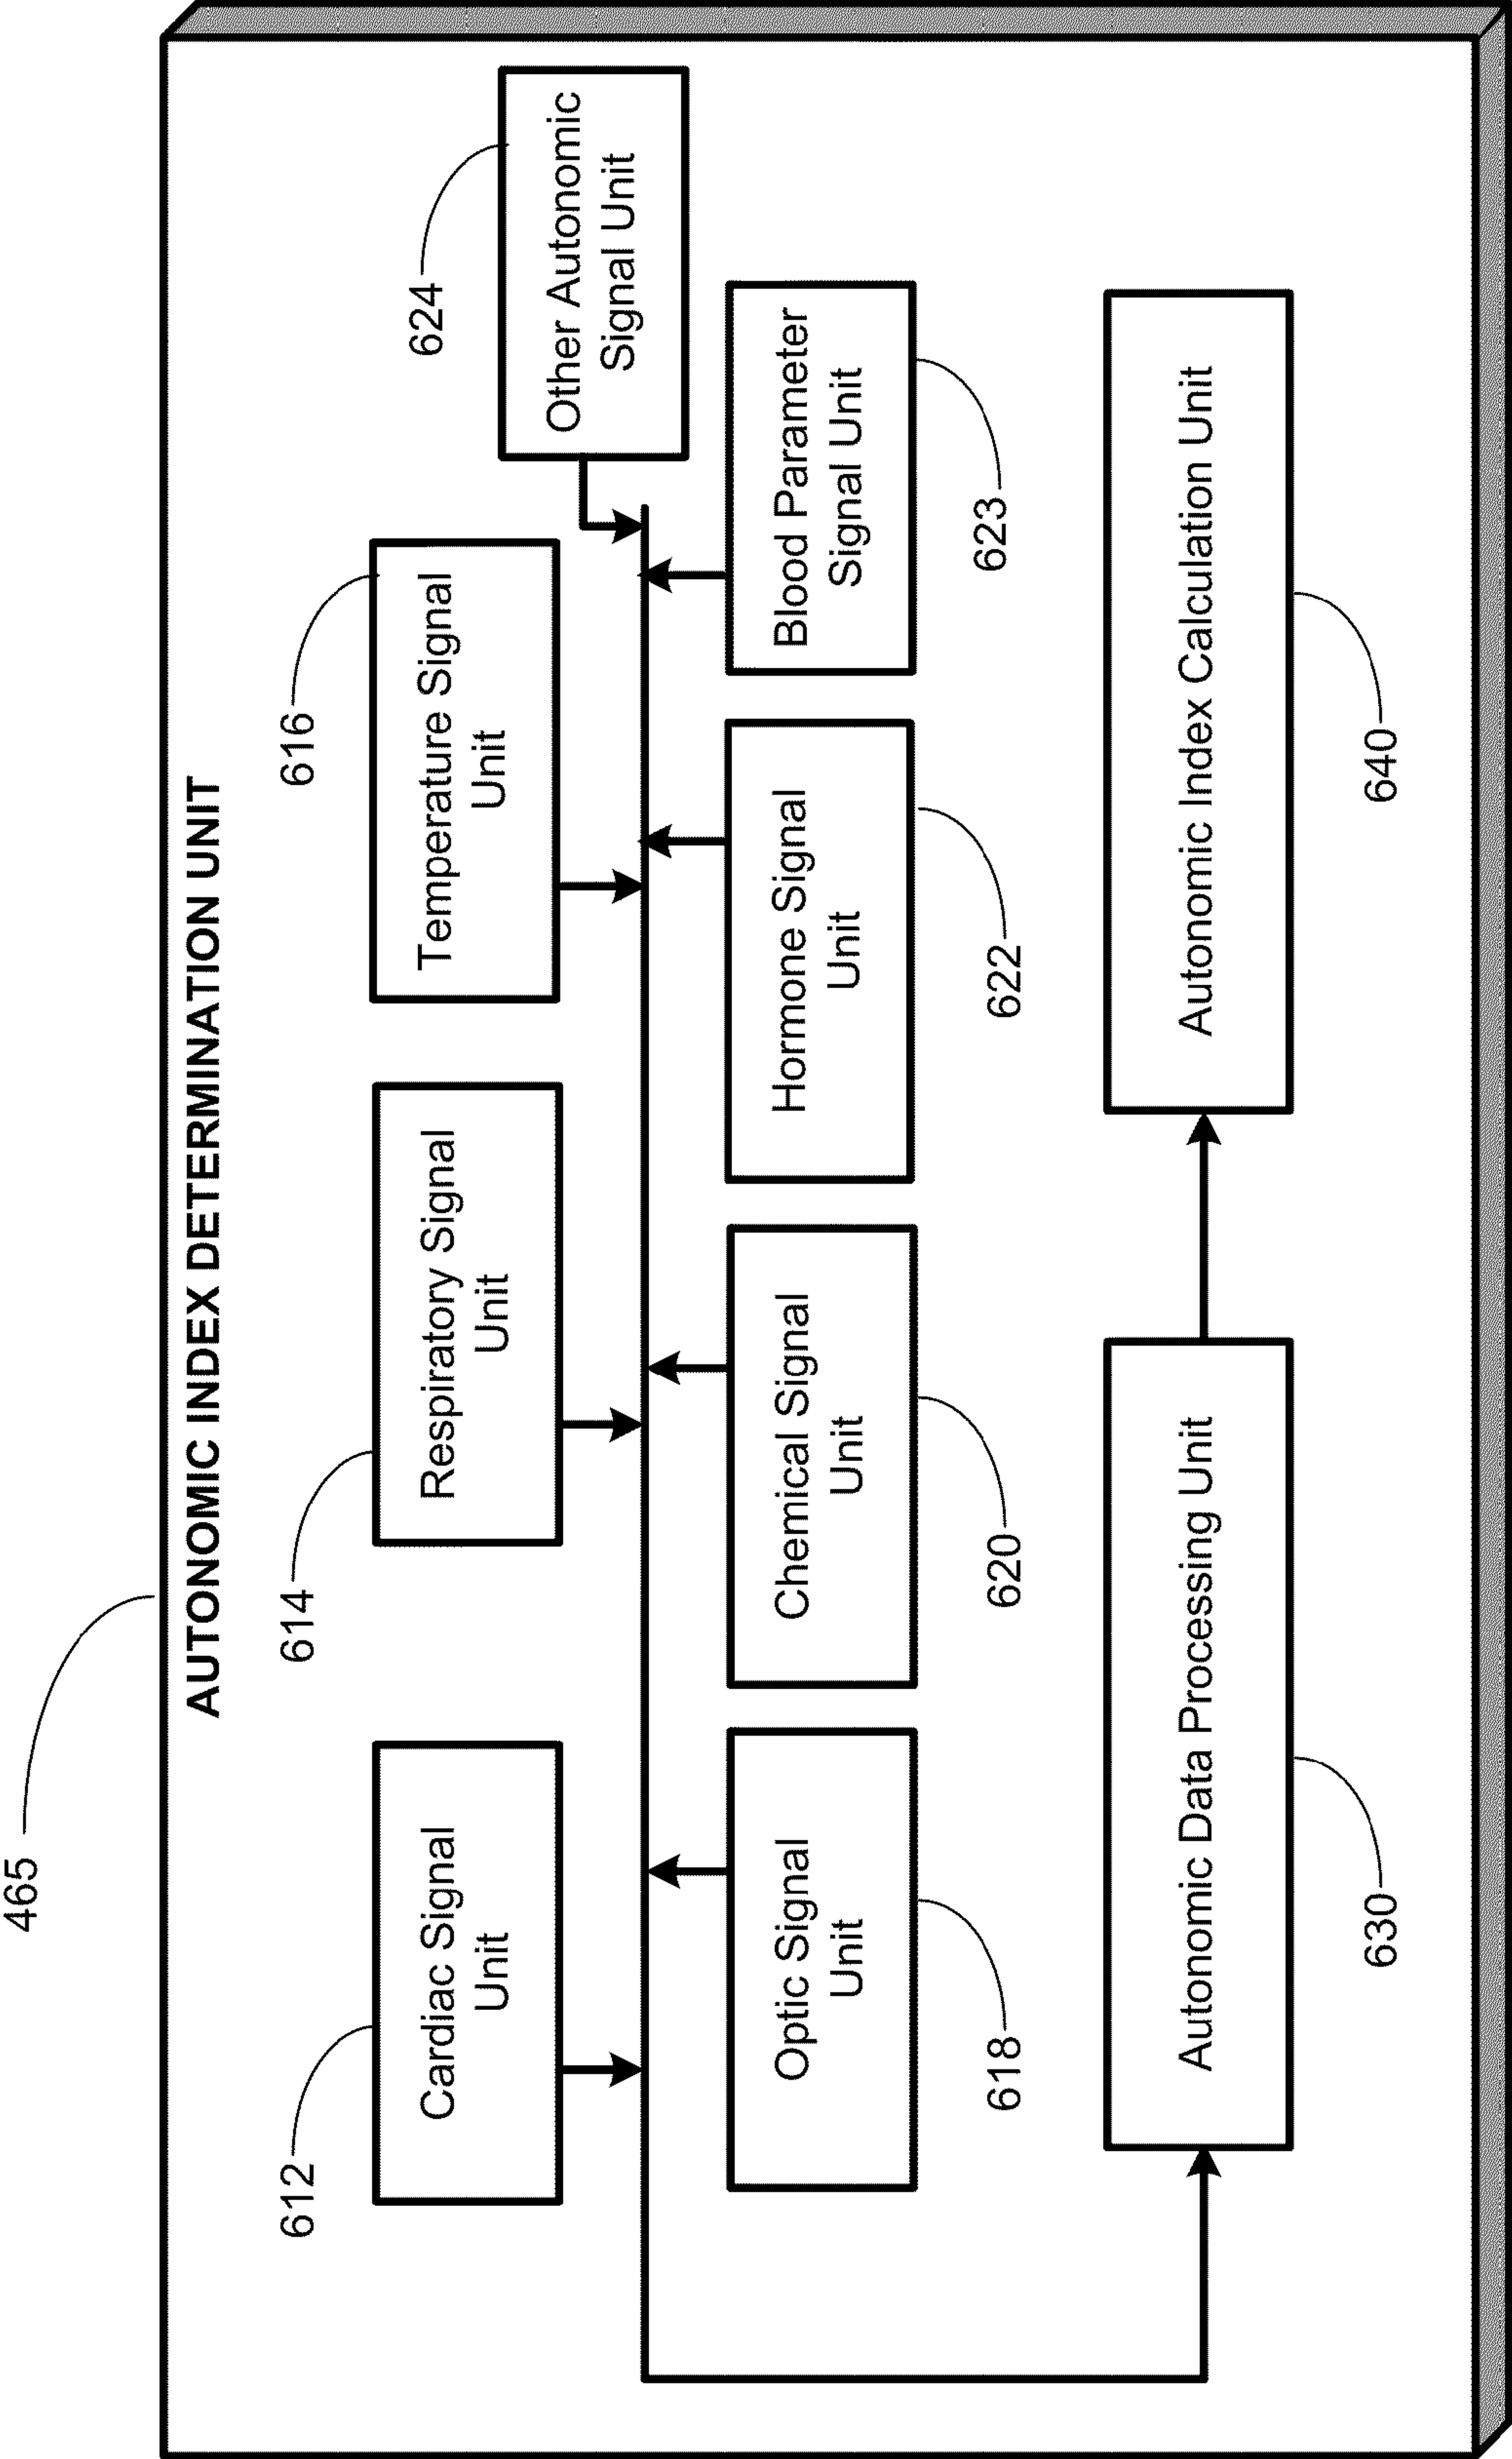 465
AUTONOMIC INDEX DETERMINATION UNIT
612
614
616
624
Cardiac Signal
Unit
Respiratory Signal
Unit
Temperature Signal
Unit
Other Autonomic
Signal Unit
Optic Signal
Unit
Chemical Signal
Unit
Hormone Signal
Unit
Blood Parameter
Signal Unit
618
620
622
623
Autonomic Data Processing Unit
Autonomic Index Calculation Unit
630
640